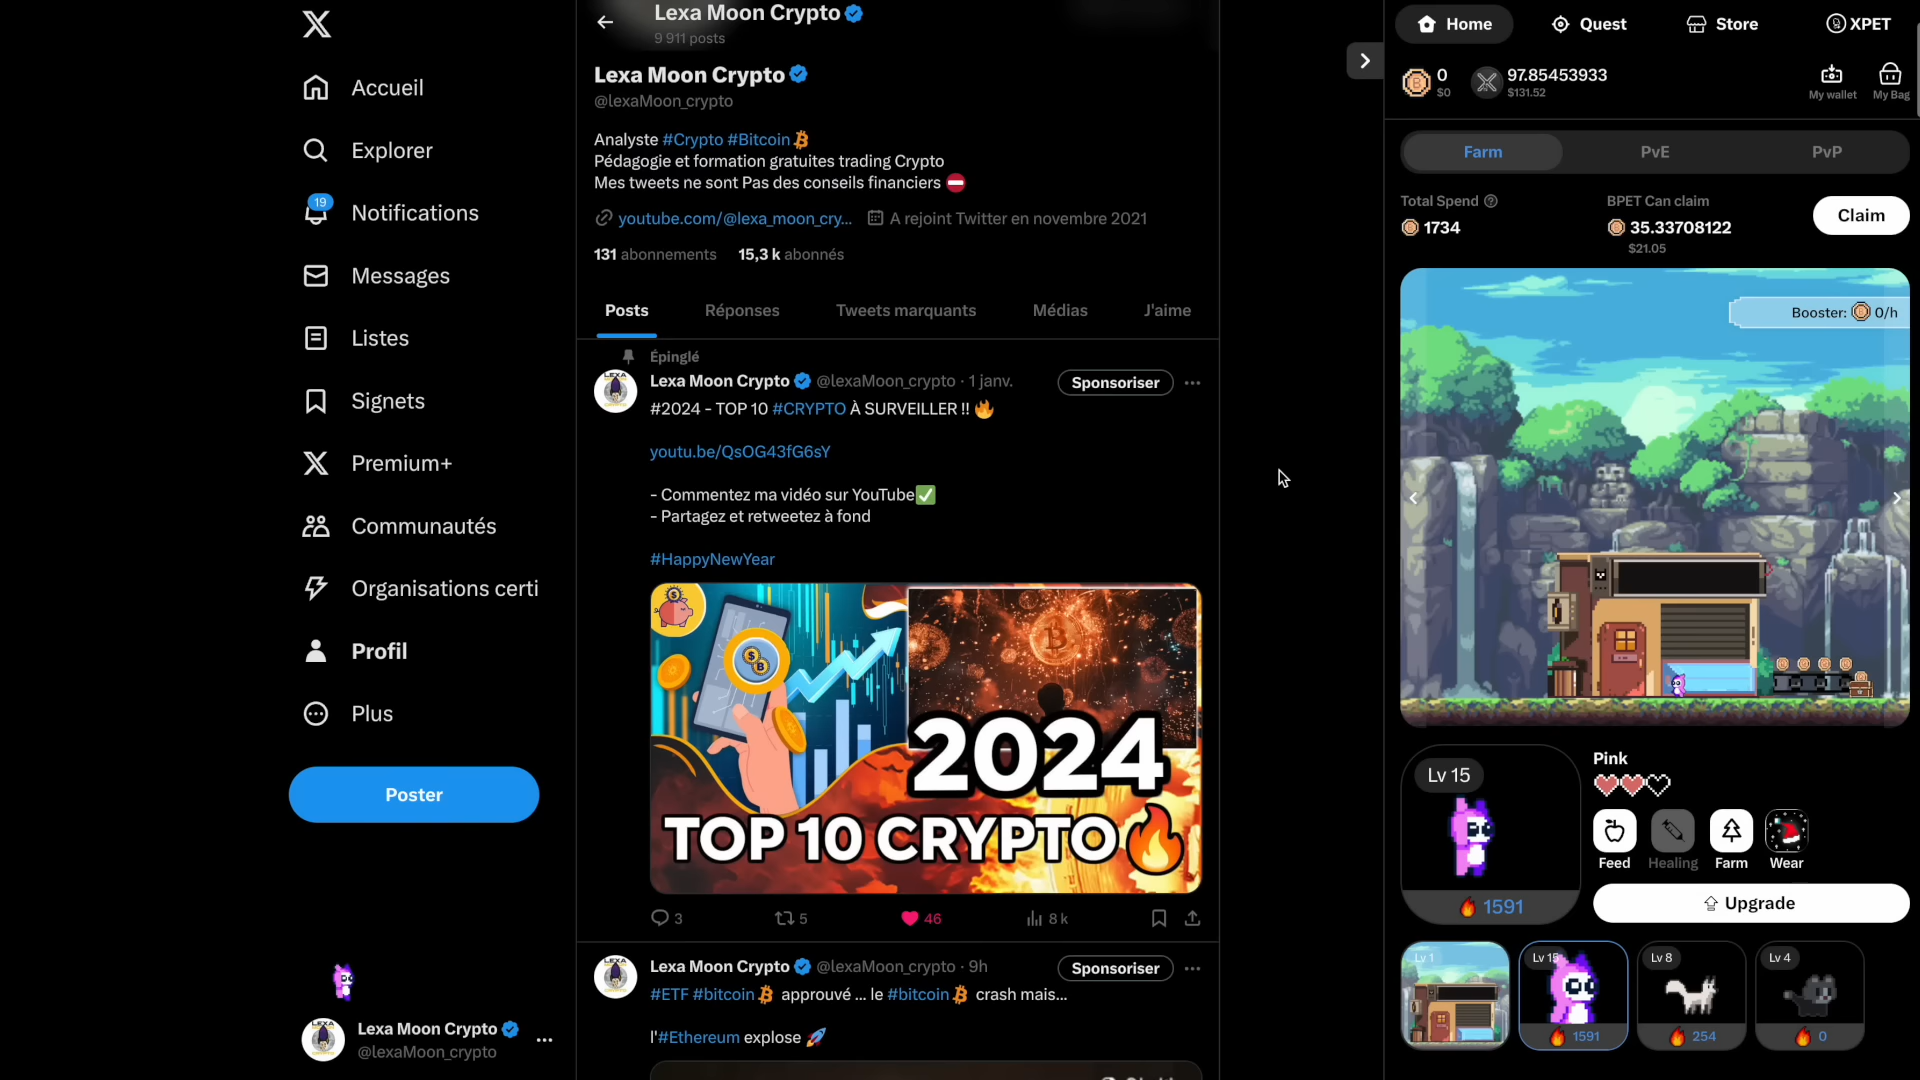 Accueil
Explorer
19
Notifications
Messages
Listes
Signets
Premium+
Communautés
Organisations certi
Profil
Plus
Poster
Lexa Moon Crypto
@lexaMoon_crypto
Lexa Moon Crypto
9 911 posts
Lexa Moon Crypto
@lexaMoon_crypto
Analyste #Crypto #Bitcoin
Pédagogie et formation gratuites trading Crypto
Mes tweets ne sont Pas des conseils financiers
youtube.com/@lexa_moon_cry… A rejoint Twitter en novembre 2021
131 abonnements 15,3 k abonnés
Posts Réponses Tweets marquants Médias J'aime
Épinglé
Lexa Moon Crypto @lexaMoon_crypto · 1 janv. Sponsoriser
#2024 - TOP 10 #CRYPTO À SURVEILLER !!
youtu.be/QsOG43fG6sY
- Commentez ma vidéo sur YouTube
- Partagez et retweetez à fond
#HappyNewYear
2024
TOP 10 CRYPTO
3 5 46 8 k
Lexa Moon Crypto @lexaMoon_crypto · 9h Sponsoriser
#ETF #bitcoin approuvé ... le #bitcoin crash mais...
l'#Ethereum explose
Home Quest Store XPET
0
$0
97.85453933
$131.52
My wallet My Bag
Farm PvE PvP
Total Spend BPET Can claim
1734 35.33708122
$21.05
Claim
Booster: 0/h
Lv 15
1591
Pink
Feed Healing Farm Wear
Upgrade
Lv 1 Lv 15 Lv 8 Lv 4
1591 254 0